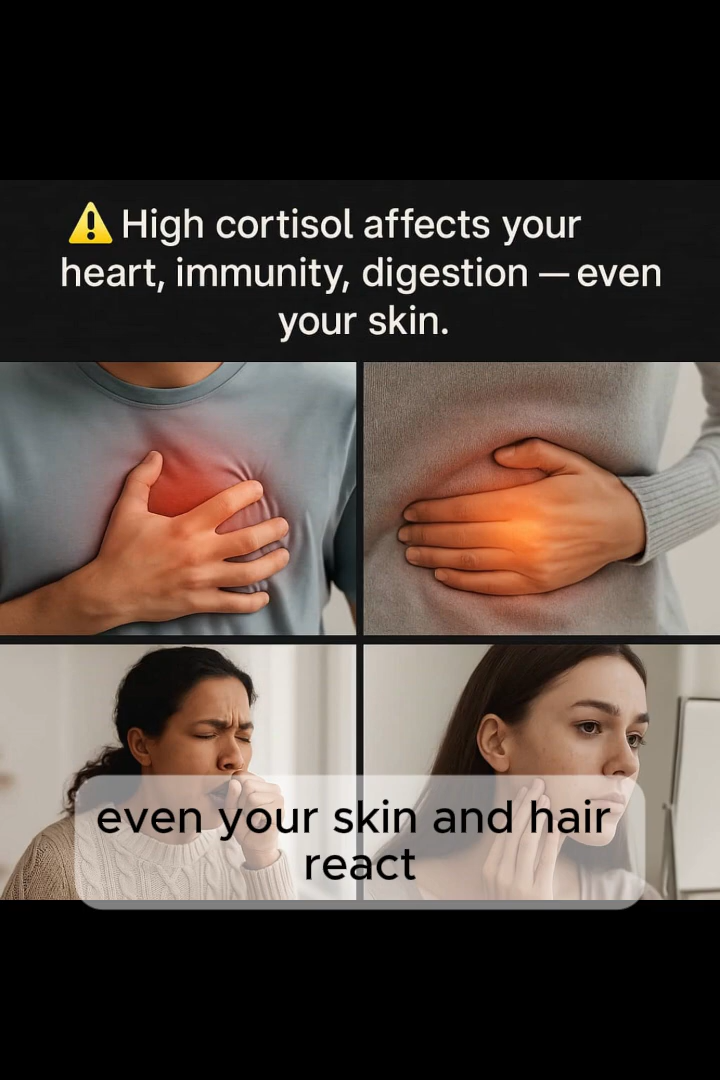 ⚠️ High cortisol affects your
heart, immunity, digestion — even
your skin.
even your skin and hair
react